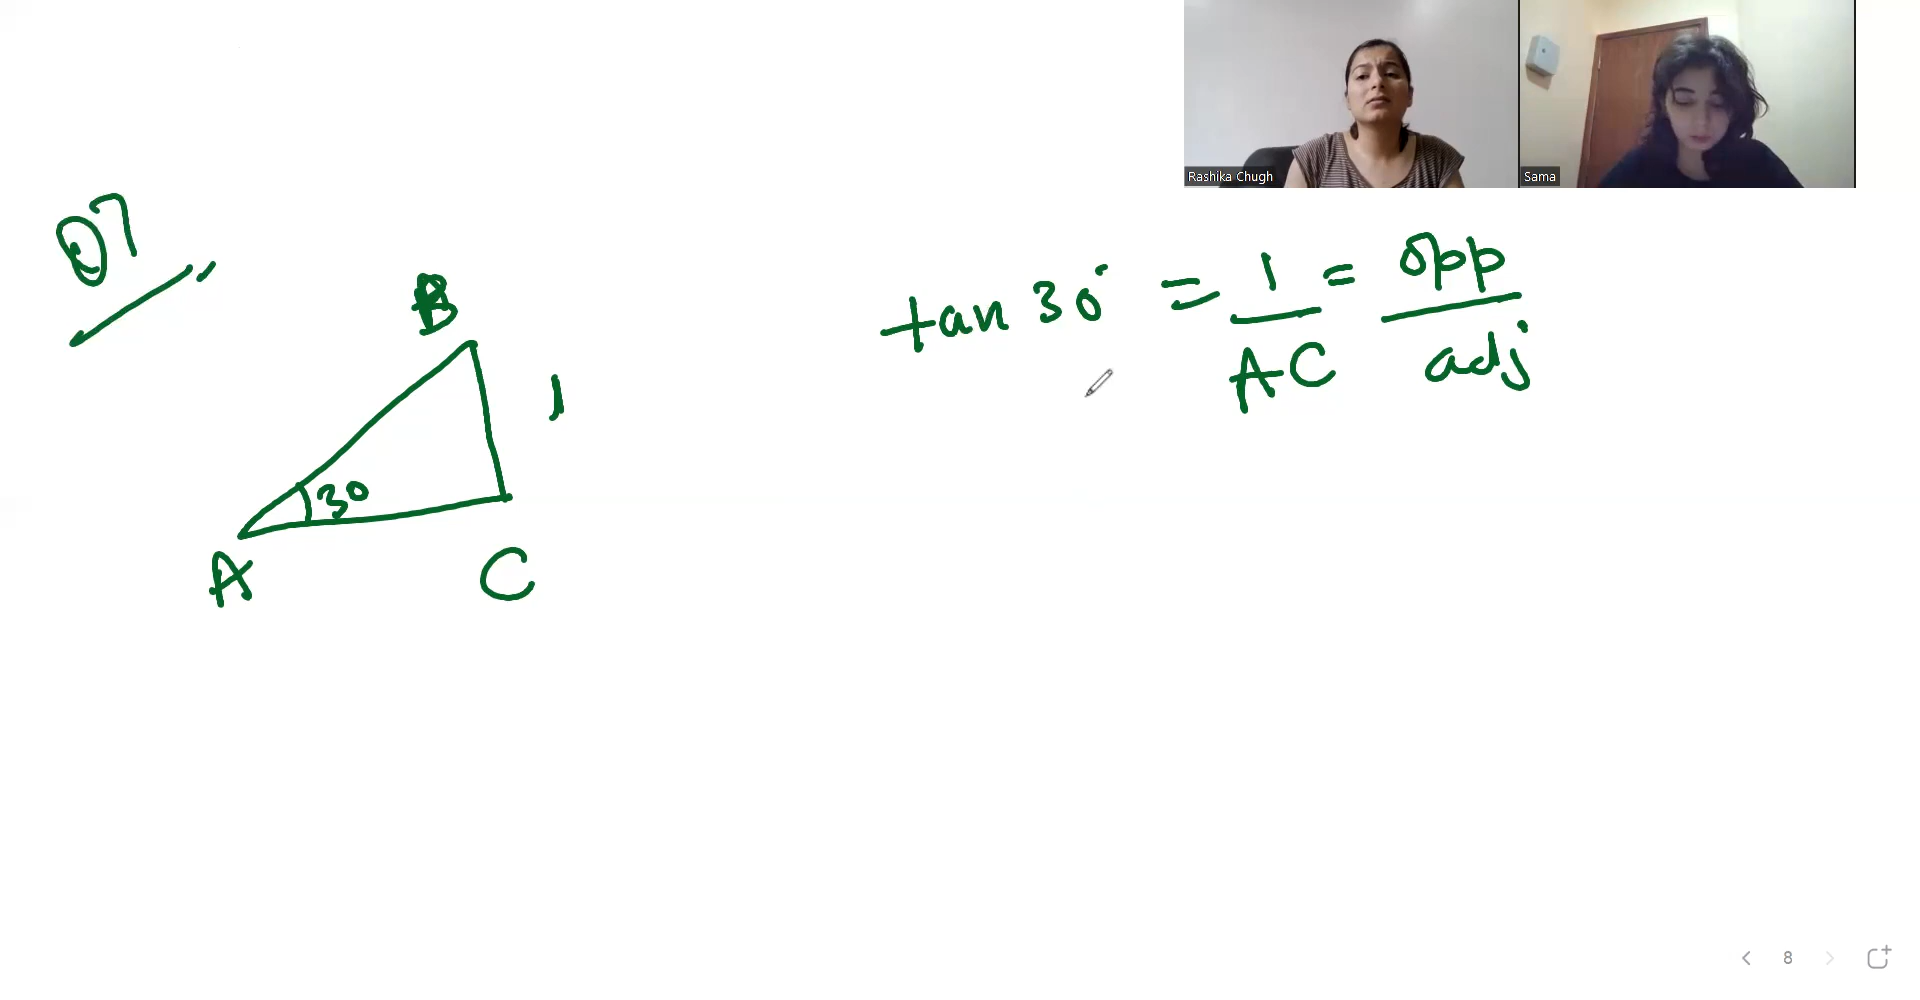 Rashika Chugh
Sama
Q7
B
1
30
A
C
tan 30° = 1/AC = opp/adj
8